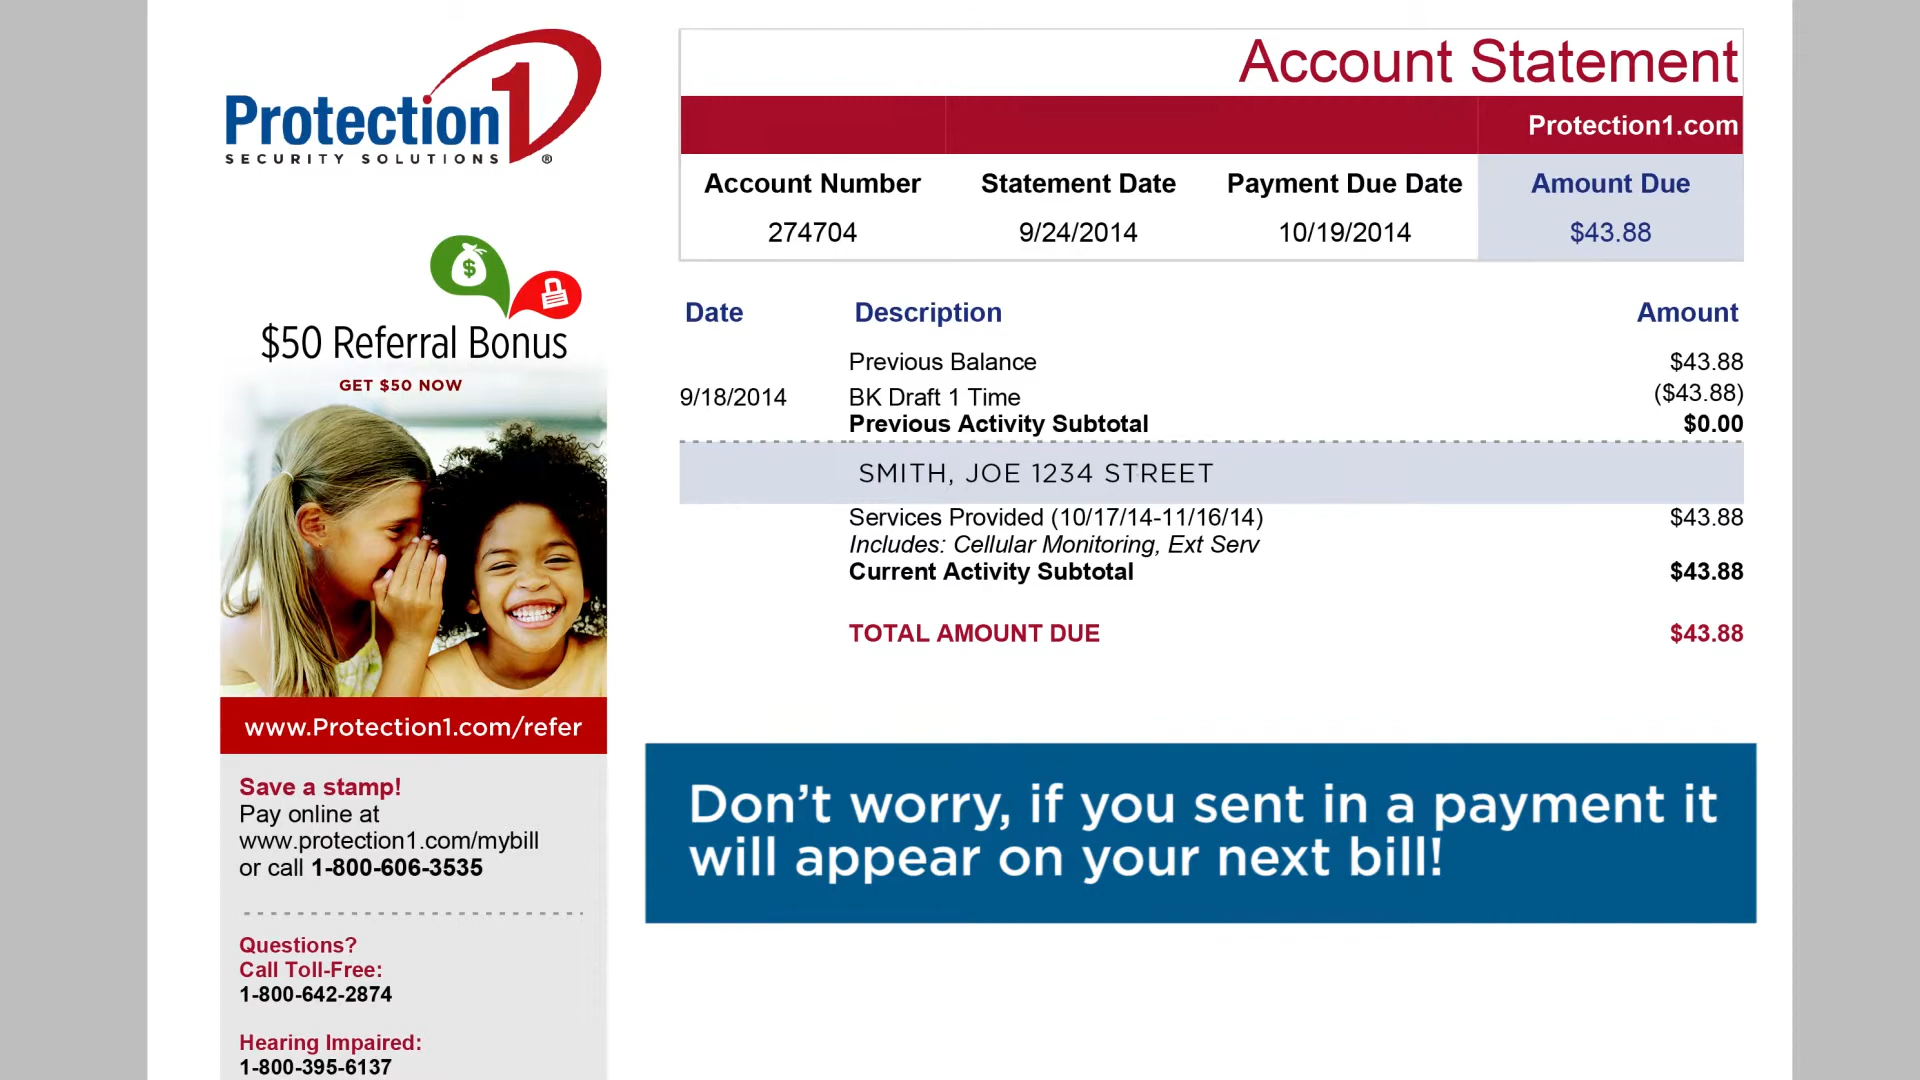 Protection1
SECURITY SOLUTIONS ®
$50 Referral Bonus
GET $50 NOW
www.Protection1.com/refer
Save a stamp!
Pay online at
www.protection1.com/mybill
or call 1-800-606-3535
Questions?
Call Toll-Free:
1-800-642-2874
Hearing Impaired:
1-800-395-6137
Account Statement
Protection1.com
Account Number Statement Date Payment Due Date Amount Due
274704 9/24/2014 10/19/2014 $43.88
Date Description Amount
Previous Balance $43.88
9/18/2014 BK Draft 1 Time ($43.88)
Previous Activity Subtotal $0.00
SMITH, JOE 1234 STREET
Services Provided (10/17/14-11/16/14) $43.88
Includes: Cellular Monitoring, Ext Serv
Current Activity Subtotal $43.88
TOTAL AMOUNT DUE $43.88
Don't worry, if you sent in a payment it
will appear on your next bill!